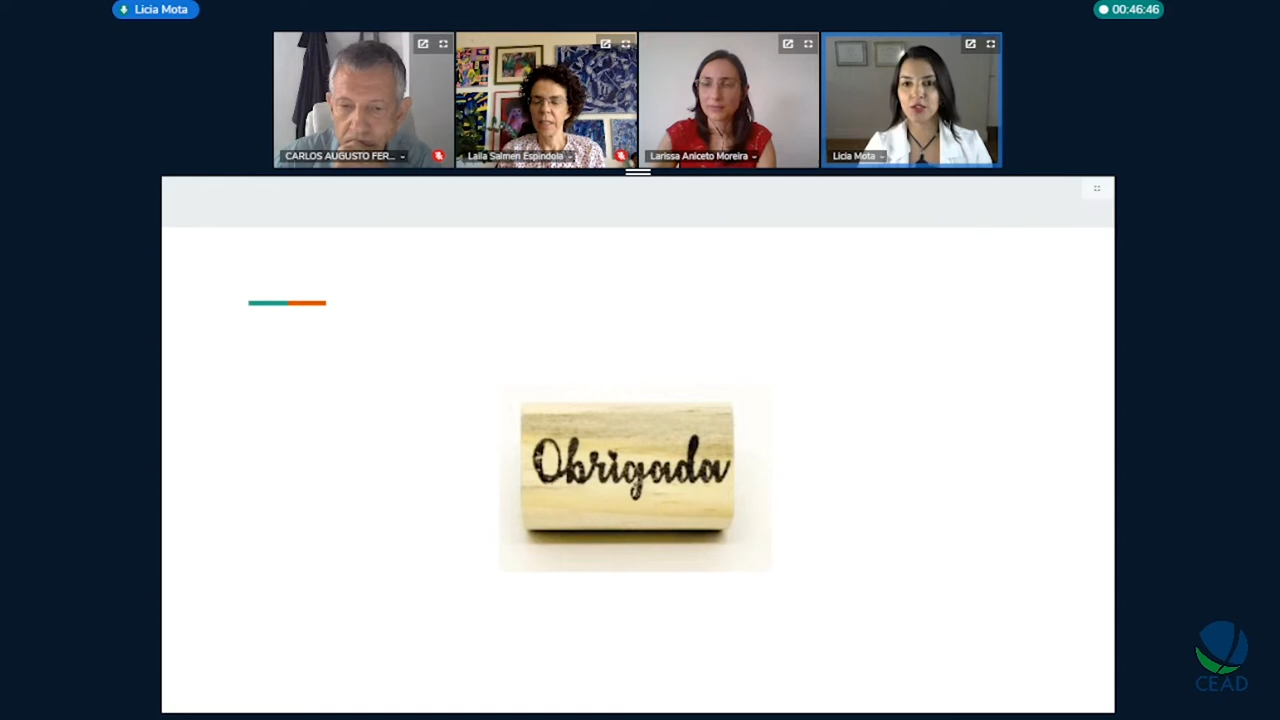 Licia Mota
00:46:46
CARLOS AUGUSTO FER...
Laila Salmen Espindola
Larissa Aniceto Moreira
Licia Mota
Obrigada
CEAD